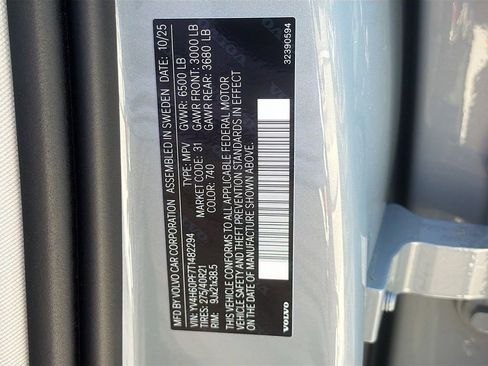 MFD BY VOLVO CAR CORPORATION ASSEMBLED IN SWEDEN DATE: 10/25
GVWR: 6500 LB
GAWR FRONT: 3000 LB
GAWR REAR: 3680 LB
VIN: YV4H60PF7T1482294 TYPE: MPV
TIRES: 275/40R21 MARKET CODE: 31
RIMS: 9Jx21x38.5 COLOR: 740
THIS VEHICLE CONFORMS TO ALL APPLICABLE FEDERAL MOTOR
VEHICLE SAFETY AND THEFT PREVENTION STANDARDS IN EFFECT
ON THE DATE OF MANUFACTURE SHOWN ABOVE.
VOLVO
32390594